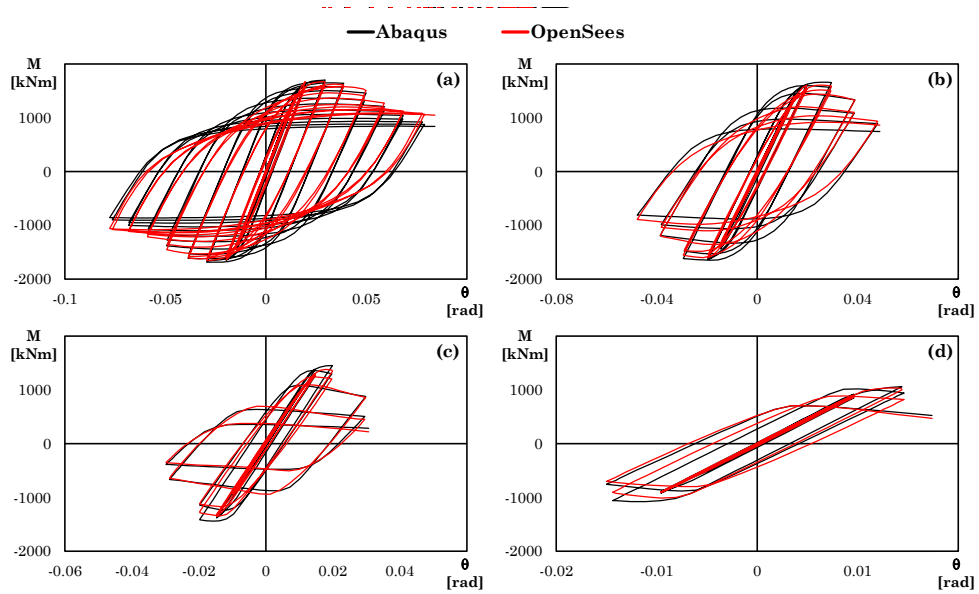 Abaqus OpenSees
M
[kNm]
(a)
1000
0
-1000
-2000
-0.1 -0.05 0 0.05 θ
[rad]
M
[kNm]
(b)
1000
0
-1000
-2000
-0.08 -0.04 0 0.04 θ
[rad]
M
[kNm]
(c)
1000
0
-1000
-2000
-0.06 -0.04 -0.02 0 0.02 0.04 θ
[rad]
M
[kNm]
(d)
1000
0
-1000
-2000
-0.02 -0.01 0 0.01 θ
[rad]